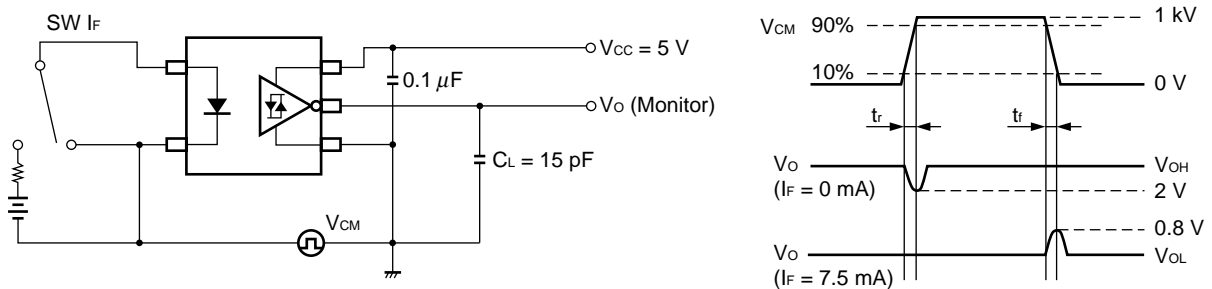 SW IF
VCC = 5 V
0.1 μF
VO (Monitor)
CL = 15 pF
VCM
VCM 90%
10%
1 kV
0 V
tr
tf
VO
(IF = 0 mA)
VOH
2 V
0.8 V
VO
(IF = 7.5 mA)
VOL